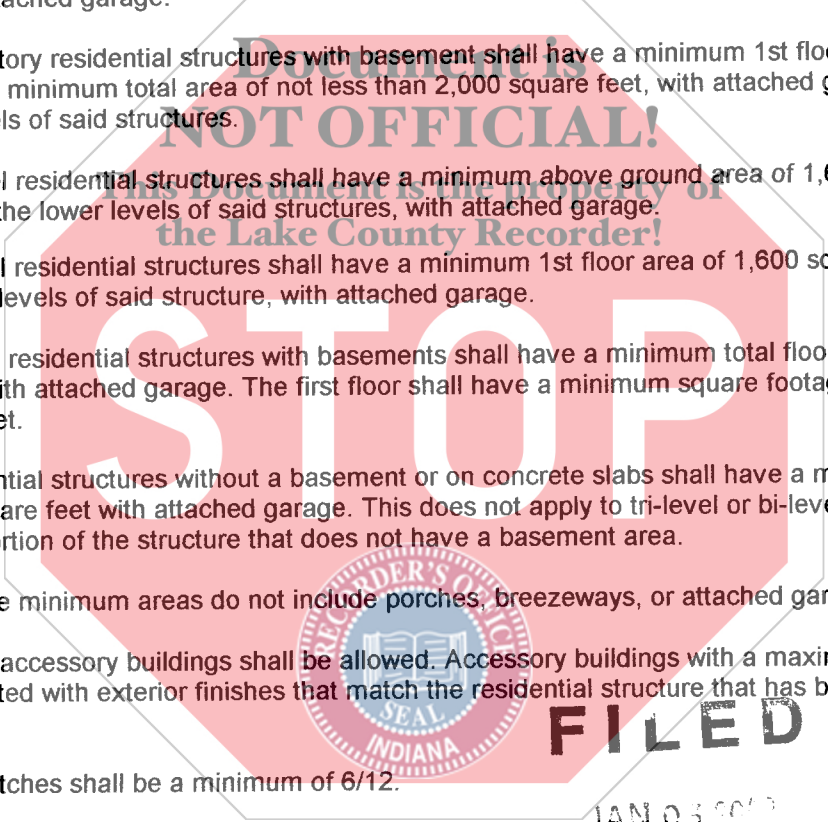 ached garage.
Document is
tory residential structures with basement shall have a minimum 1st floo
minimum total area of not less than 2,000 square feet, with attached g
ls of said structures.
NOT OFFICIAL!
l residential structures shall have a minimum above ground area of 1,6
This Document is the property of
the lower levels of said structures, with attached garage.
the Lake County Recorder!
l residential structures shall have a minimum 1st floor area of 1,600 sq
levels of said structure, with attached garage.
STOP
residential structures with basements shall have a minimum total floo
ith attached garage. The first floor shall have a minimum square footag
et.
ntial structures without a basement or on concrete slabs shall have a m
are feet with attached garage. This does not apply to tri-level or bi-leve
rtion of the structure that does not have a basement area.
RECORDER'S OFFICE
e minimum areas do not include porches, breezeways, or attached gar
accessory buildings shall be allowed. Accessory buildings with a maxi
ted with exterior finishes that match the residential structure that has b
SEAL
INDIANA
FILED
tches shall be a minimum of 6/12.
JAN 03